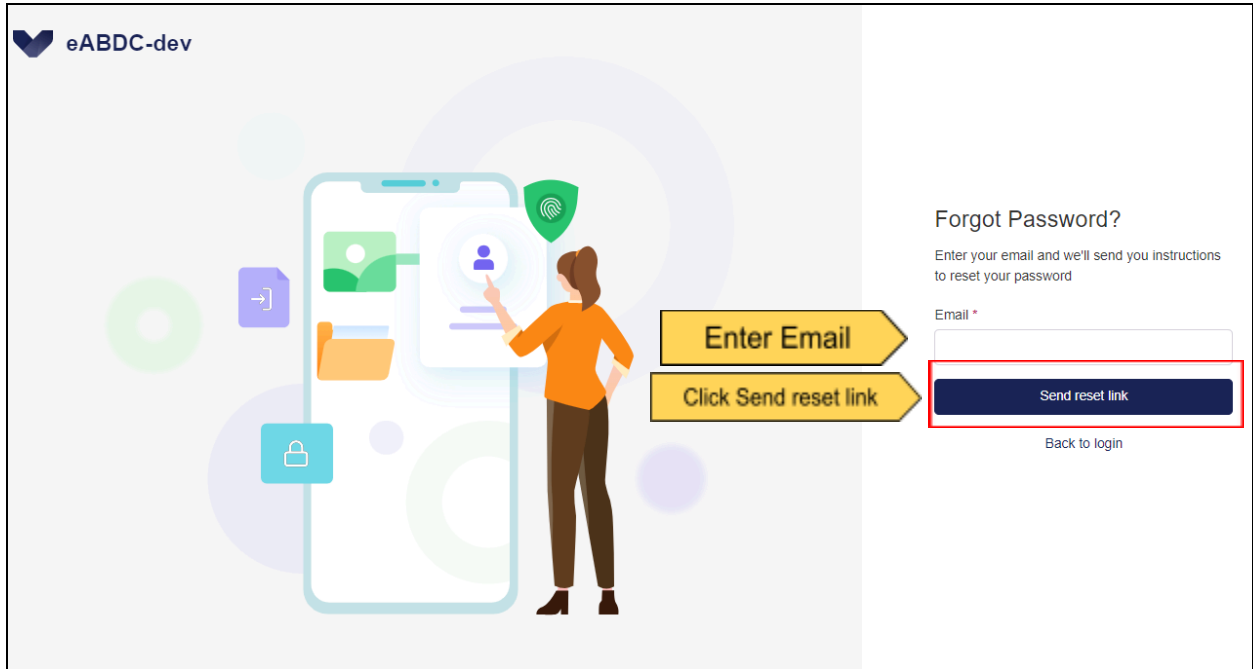 eABDC-dev
Forgot Password?
Enter your email and we'll send you instructions
to reset your password
Email *
Enter Email
Click Send reset link
Send reset link
Back to login